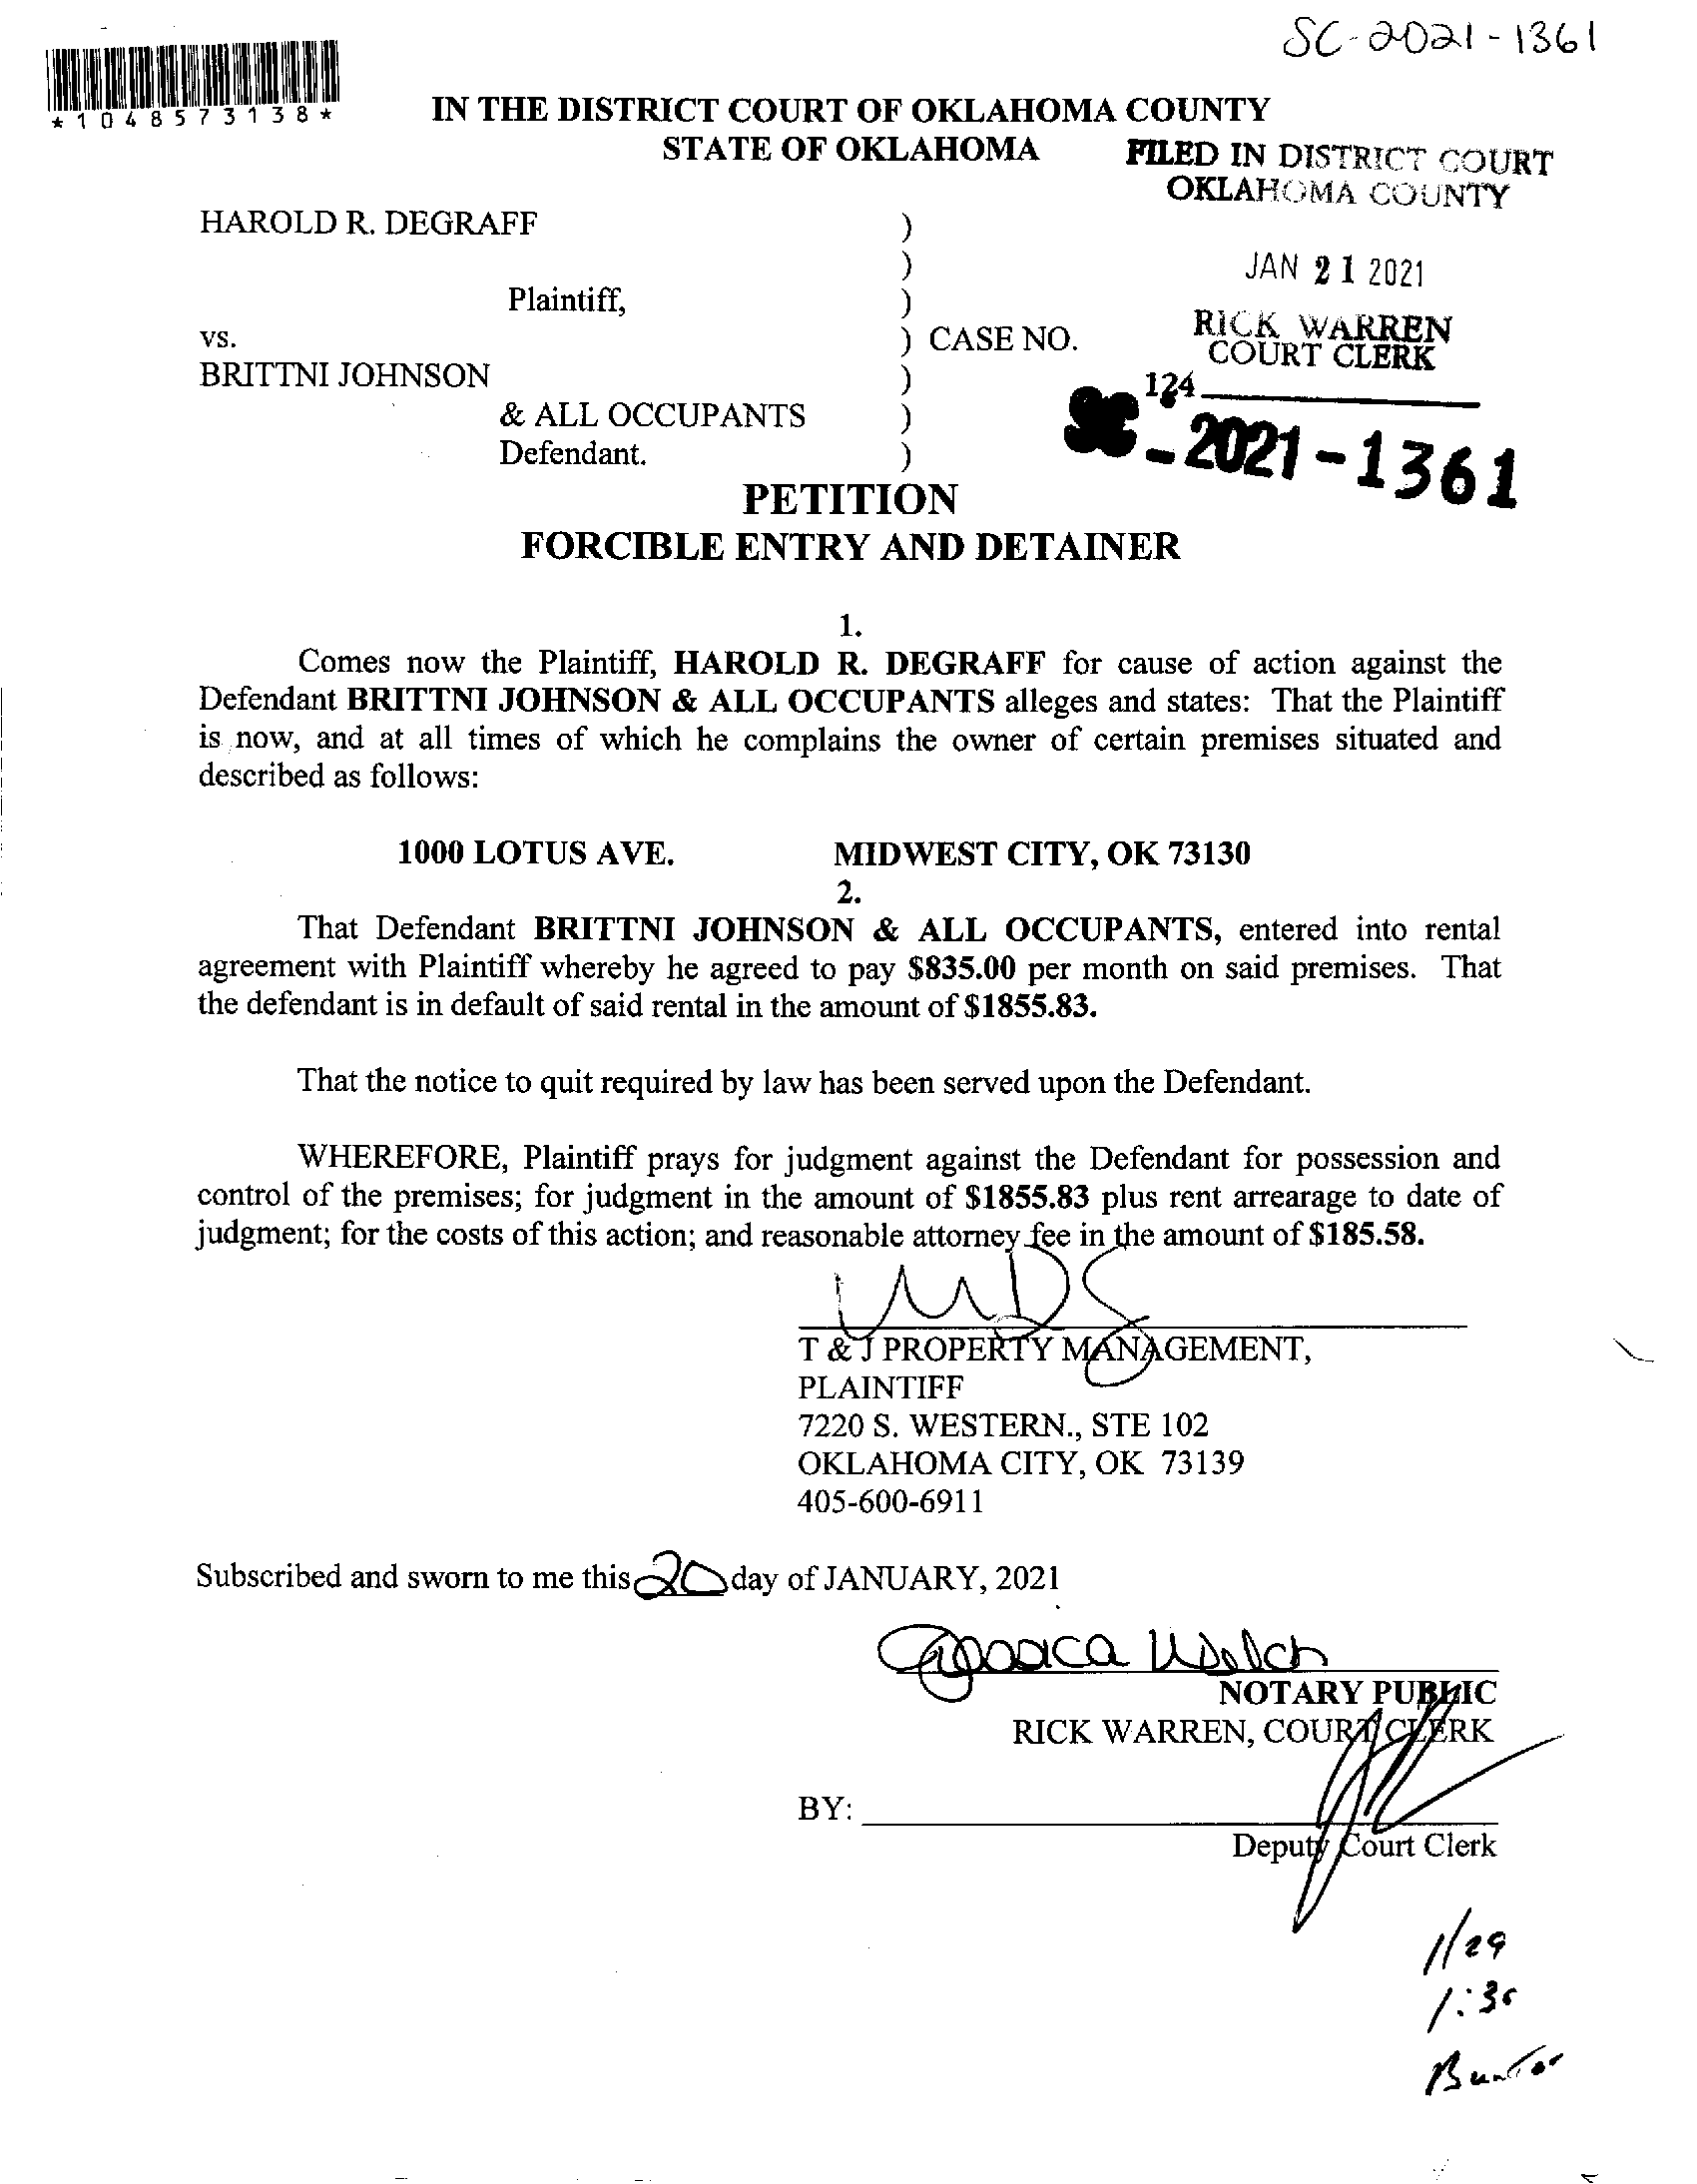 SC-2021-1361
*1048573138*
IN THE DISTRICT COURT OF OKLAHOMA COUNTY
STATE OF OKLAHOMA
FILED IN DISTRICT COURT
OKLAHOMA COUNTY
HAROLD R. DEGRAFF )
)
JAN 21 2021
Plaintiff, )
vs. ) CASE NO.
RICK WARREN
COURT CLERK
BRITTNI JOHNSON )
124
& ALL OCCUPANTS )
SC-2021-1361
Defendant. )
PETITION
FORCIBLE ENTRY AND DETAINER
1.
Comes now the Plaintiff, HAROLD R. DEGRAFF for cause of action against the
Defendant BRITTNI JOHNSON & ALL OCCUPANTS alleges and states: That the Plaintiff
is now, and at all times of which he complains the owner of certain premises situated and
described as follows:
1000 LOTUS AVE. MIDWEST CITY, OK 73130
2.
That Defendant BRITTNI JOHNSON & ALL OCCUPANTS, entered into rental
agreement with Plaintiff whereby he agreed to pay $835.00 per month on said premises. That
the defendant is in default of said rental in the amount of $1855.83.
That the notice to quit required by law has been served upon the Defendant.
WHEREFORE, Plaintiff prays for judgment against the Defendant for possession and
control of the premises; for judgment in the amount of $1855.83 plus rent arrearage to date of
judgment; for the costs of this action; and reasonable attorney fee in the amount of $185.58.
T & J PROPERTY MANAGEMENT,
PLAINTIFF
7220 S. WESTERN., STE 102
OKLAHOMA CITY, OK 73139
405-600-6911
Subscribed and sworn to me this 20 day of JANUARY, 2021
Jessica Welch
NOTARY PUBLIC
RICK WARREN, COURT CLERK
BY:
Deputy Court Clerk
1/29
1:30